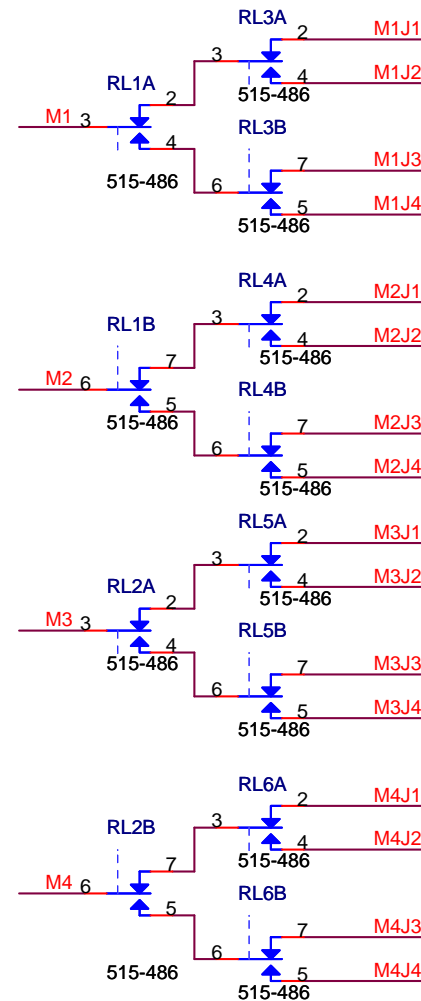 RL3A
2 M1J1
3
4 M1J2
515-486
RL1A
2
M1 3
4
515-486
RL3B
7 M1J3
6
5 M1J4
515-486
RL4A
2 M2J1
3
4 M2J2
515-486
RL1B
7
M2 6
5
515-486
RL4B
7 M2J3
6
5 M2J4
515-486
RL5A
2 M3J1
3
4 M3J2
515-486
RL2A
2
M3 3
4
515-486
RL5B
7 M3J3
6
5 M3J4
515-486
RL6A
2 M4J1
3
4 M4J2
515-486
RL2B
7
M4 6
5
515-486
RL6B
7 M4J3
6
5 M4J4
515-486